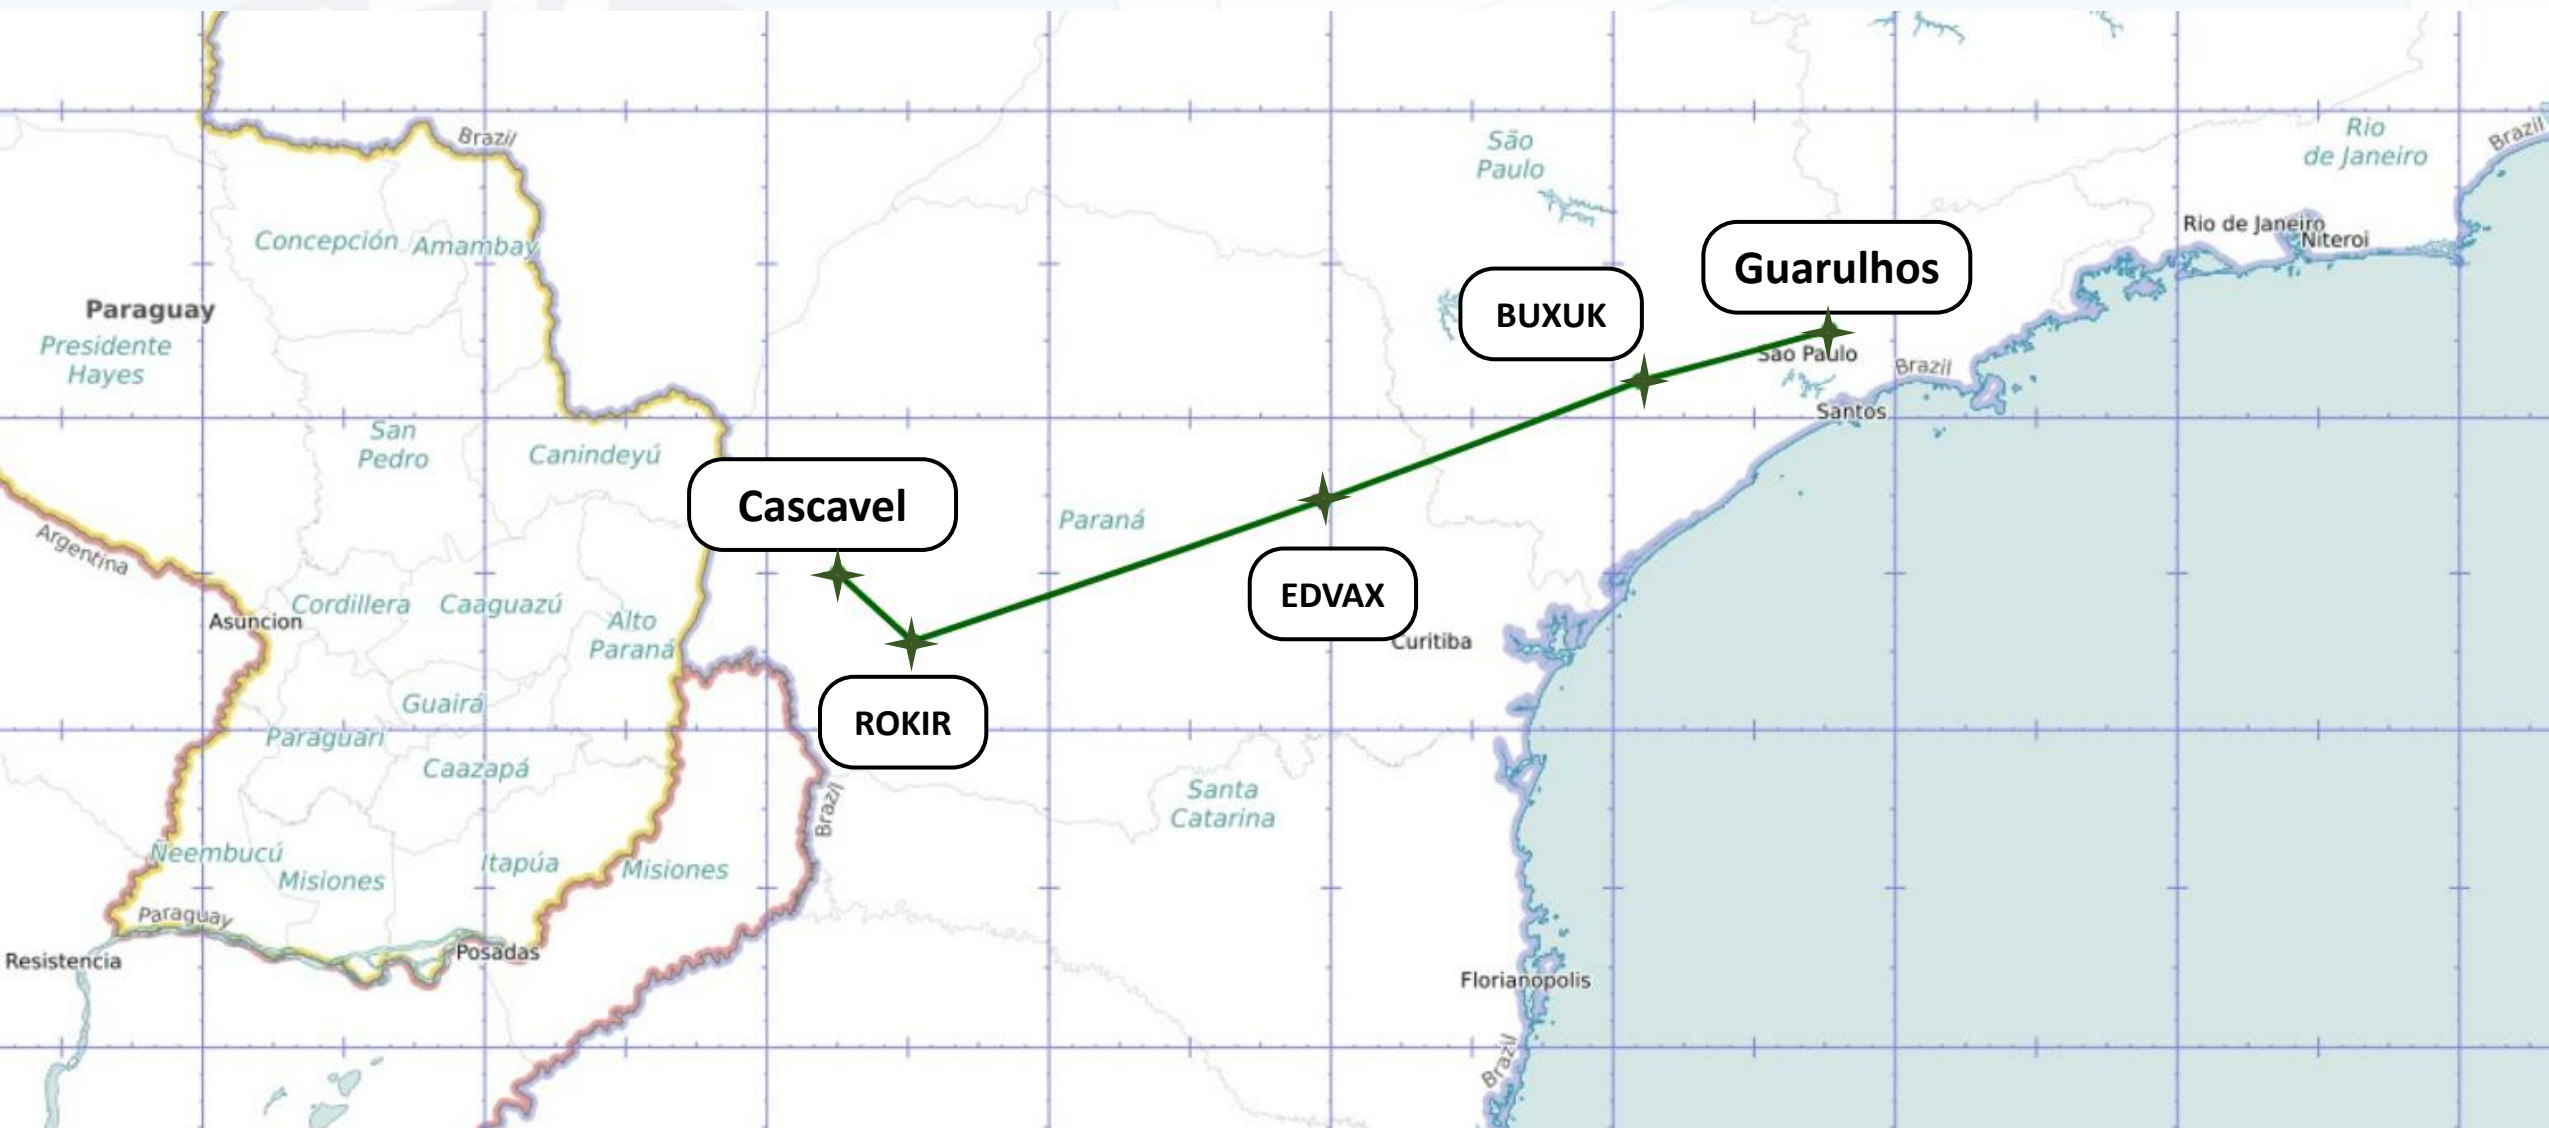 Brazil
São
Paulo
Rio
de Janeiro
Brazil
Concepción
Amambay
Rio de Janeiro
Niteroi
Guarulhos
Paraguay
Presidente
Hayes
BUXUK
Sao Paulo
Brazil
Santos
San
Pedro
Canindeyú
Cascavel
Paraná
Argentina
EDVAX
Curitiba
Asuncion
Cordillera
Caaguazú
Alto
Paraná
Guairá
ROKIR
Paraguarí
Caazapá
Santa
Catarina
Brazil
Ñeembucú
Misiones
Itapúa
Misiones
Paraguay
Resistencia
Posadas
Florianopolis
Brazil